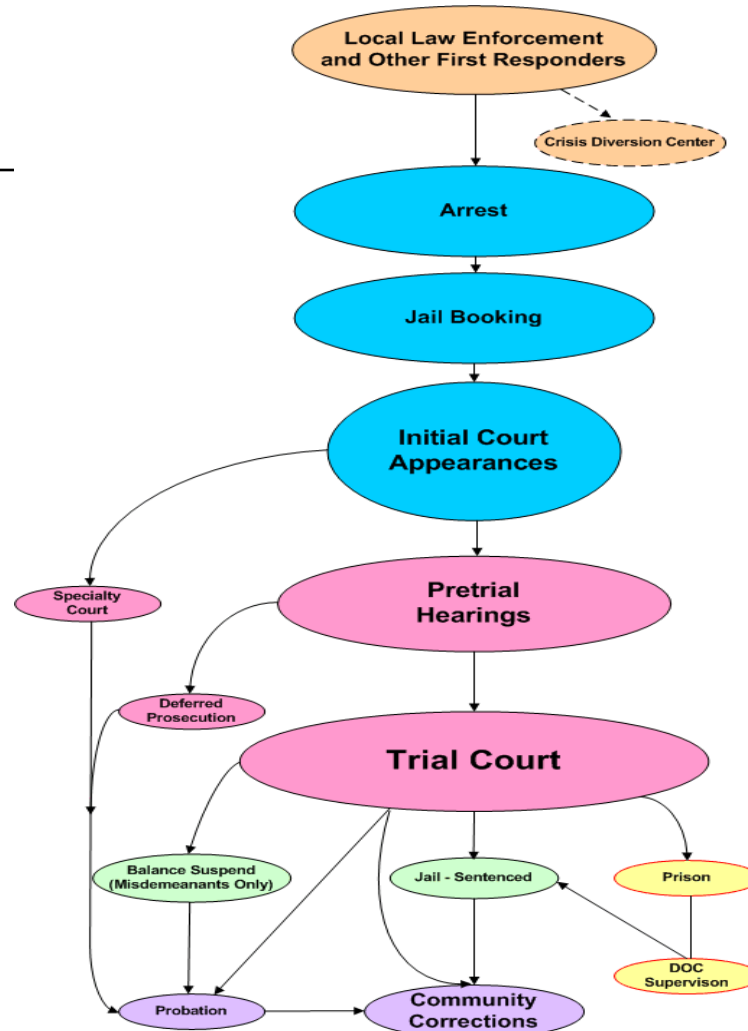 Local Law Enforcement
and Other First Responders
Crisis Diversion Center
Arrest
Jail Booking
Initial Court
Appearances
Specialty
Court
Pretrial
Hearings
Deferred
Prosecution
Trial Court
Balance Suspend
(Misdemeanants Only)
Jail - Sentenced
Prison
DOC
Supervison
Probation
Community
Corrections